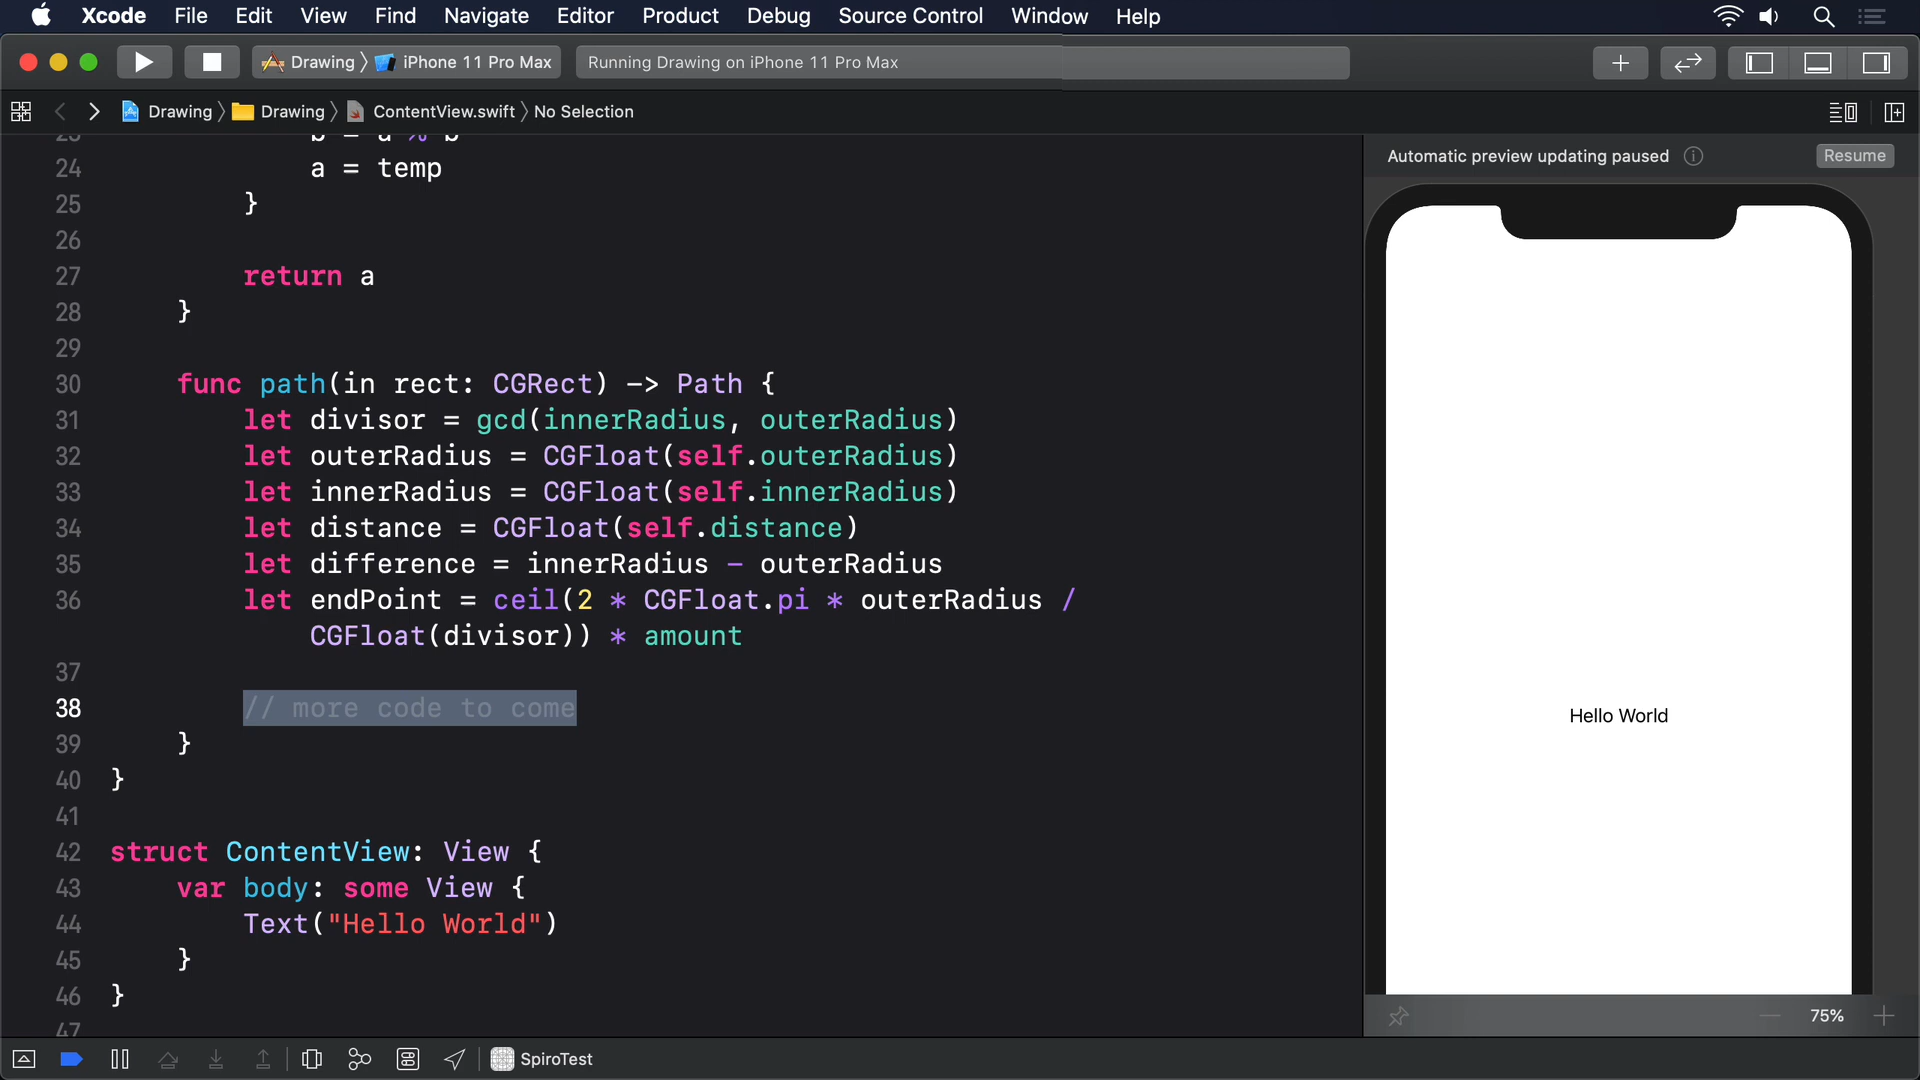 Xcode File Edit View Find Navigate Editor Product Debug Source Control Window Help
Drawing iPhone 11 Pro Max Running Drawing on iPhone 11 Pro Max
Drawing Drawing ContentView.swift No Selection
Automatic preview updating paused Resume
23 b = a % b
24 a = temp
25 }
26
27 return a
28 }
29
30 func path(in rect: CGRect) -> Path {
31 let divisor = gcd(innerRadius, outerRadius)
32 let outerRadius = CGFloat(self.outerRadius)
33 let innerRadius = CGFloat(self.innerRadius)
34 let distance = CGFloat(self.distance)
35 let difference = innerRadius - outerRadius
36 let endPoint = ceil(2 * CGFloat.pi * outerRadius /
CGFloat(divisor)) * amount
37
38 // more code to come
39 }
40 }
41
42 struct ContentView: View {
43 var body: some View {
44 Text("Hello World")
45 }
46 }
47
Hello World
75%
SpiroTest